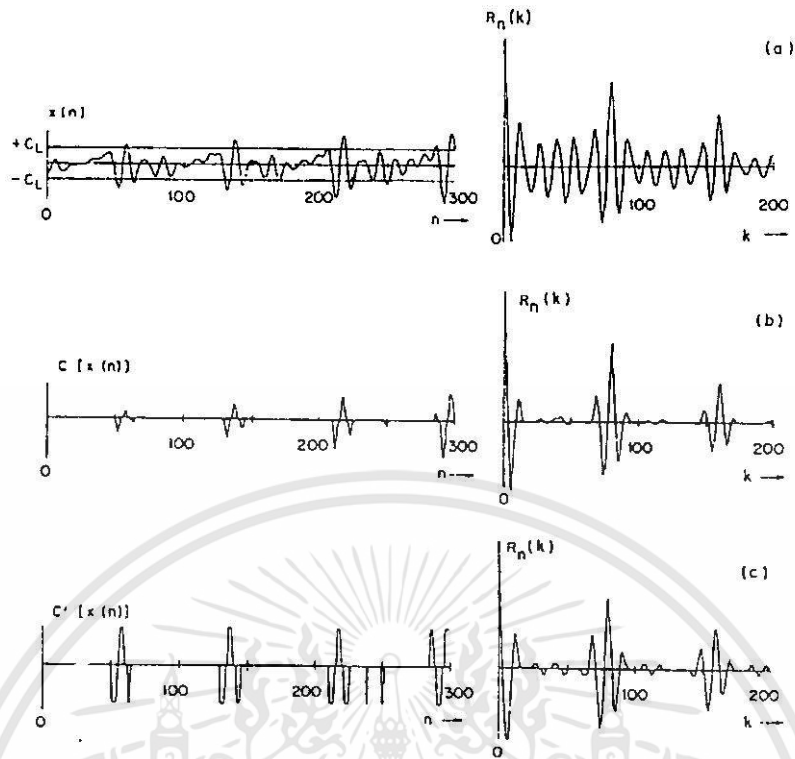 R_n(k)
(a)
x(n)
+C_L
-C_L
0
100
200
300
n →
0
100
200
k →
R_n(k)
(b)
C [x(n)]
0
100
200
300
n →
0
100
200
k →
R_n(k)
(c)
C' [x(n)]
0
100
200
300
n →
0
100
200
k →